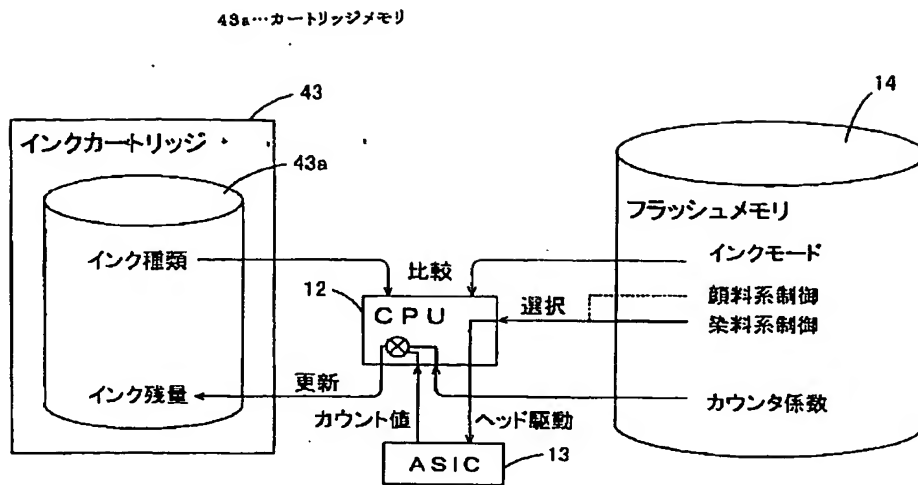 43a…カートリッジメモリ
43
14
インクカートリッジ
43a
フラッシュメモリ
インク種類
比較
インクモード
12
CPU
選択
顔料系制御
染料系制御
更新
インク残量
カウント値
ヘッド駆動
カウンタ係数
ASIC
13